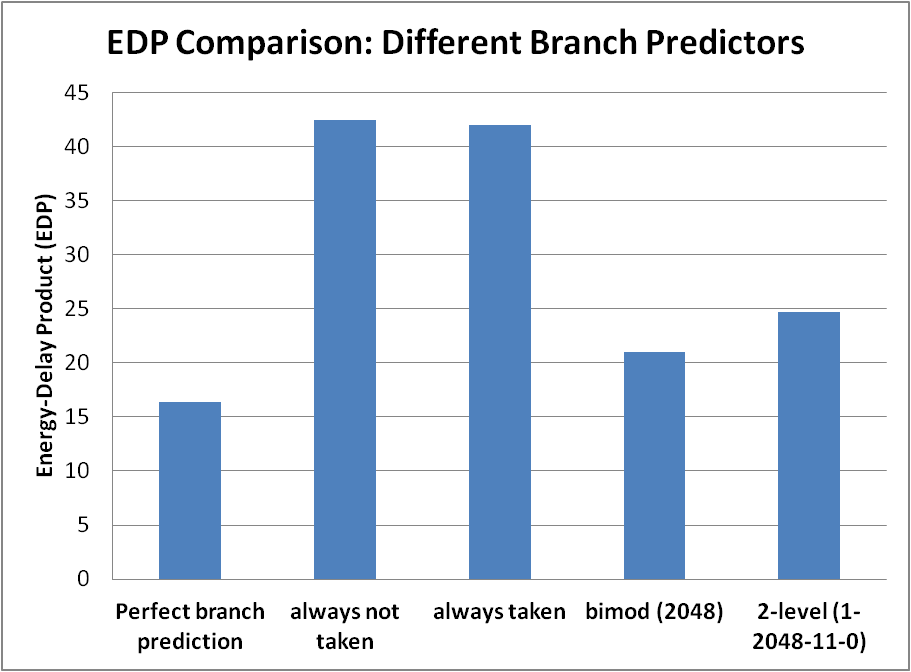 EDP Comparison: Different Branch Predictors
Energy-Delay Product (EDP)
45
40
35
30
25
20
15
10
5
0
Perfect branch
prediction
always not
taken
always taken
bimod (2048)
2-level (1-
2048-11-0)